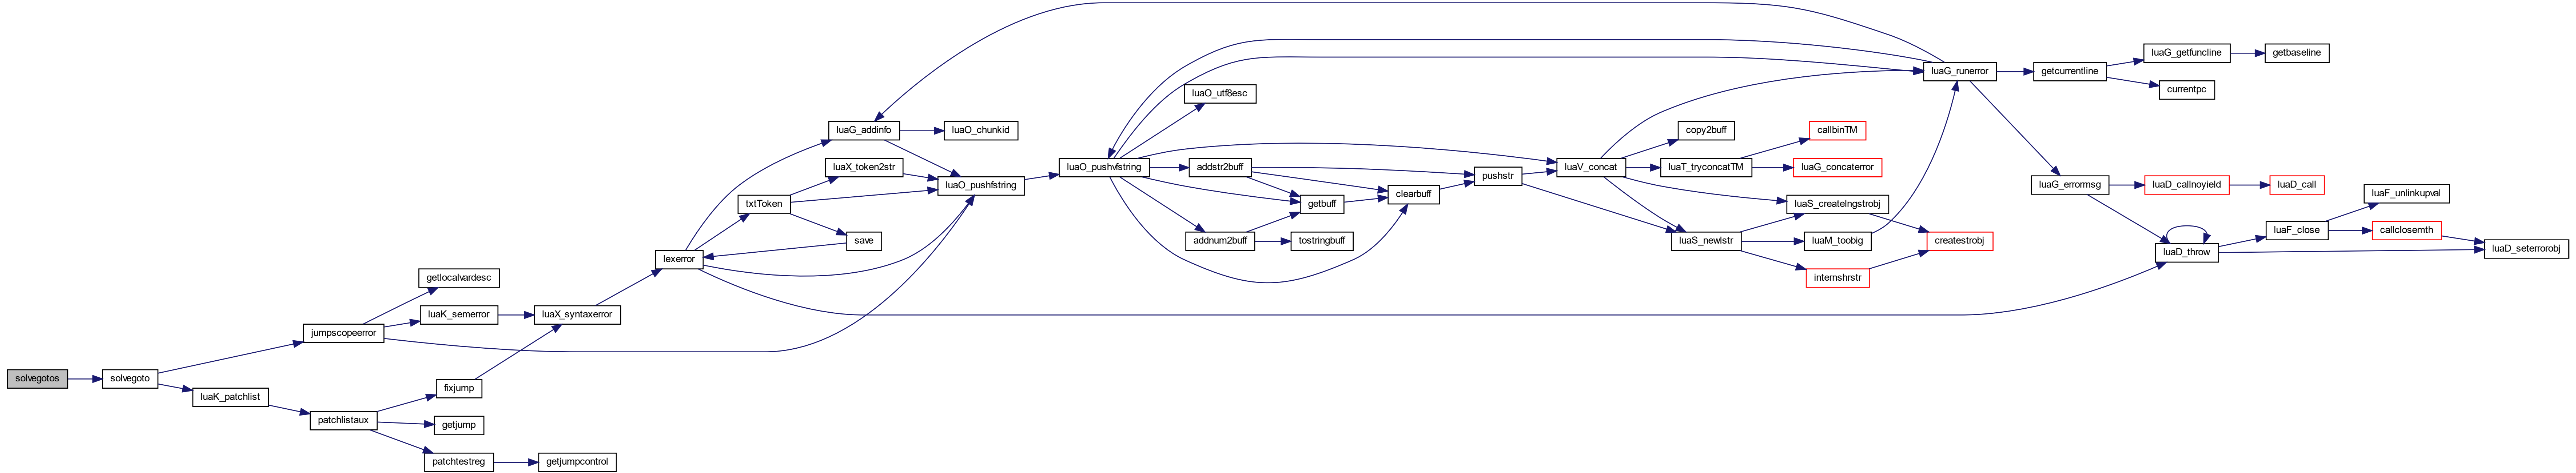 solvegotos
solvegoto
jumpscopeerror
luaK_patchlist
getlocalvardesc
luaK_semerror
patchlistaux
fixjump
getjump
patchtestreg
getjumpcontrol
luaX_syntaxerror
lexerror
txtToken
luaG_addinfo
luaX_token2str
save
luaO_chunkid
luaO_pushfstring
luaO_pushvfstring
luaO_utf8esc
addstr2buff
addnum2buff
getbuff
tostringbuff
clearbuff
pushstr
luaV_concat
copy2buff
luaT_tryconcatTM
luaS_newlstr
callbinTM
luaG_concaterror
luaS_createlngstrobj
luaM_toobig
internshrstr
createstrobj
luaG_runerror
getcurrentline
luaG_getfuncline
getbaseline
currentpc
luaG_errormsg
luaD_callnoyield
luaD_call
luaD_throw
luaF_close
luaF_unlinkupval
callclosemth
luaD_seterrorobj